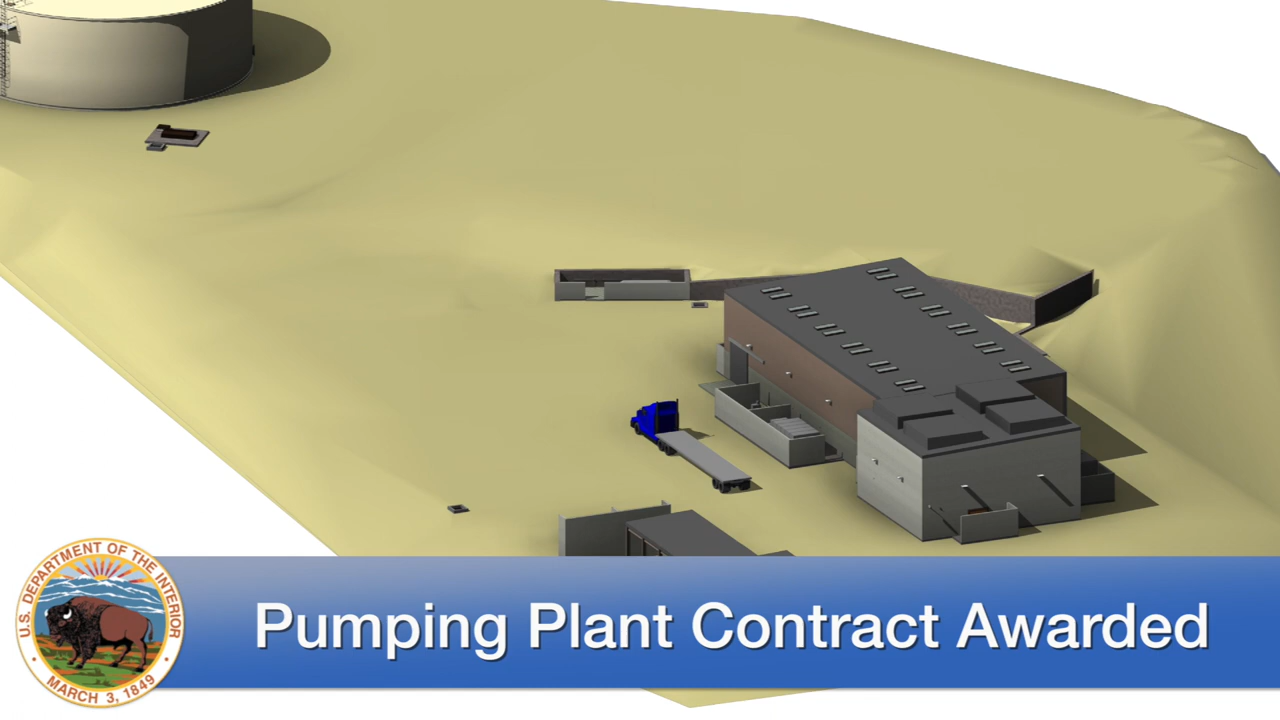 U.S. DEPARTMENT OF THE INTERIOR
MARCH 3, 1849
Pumping Plant Contract Awarded